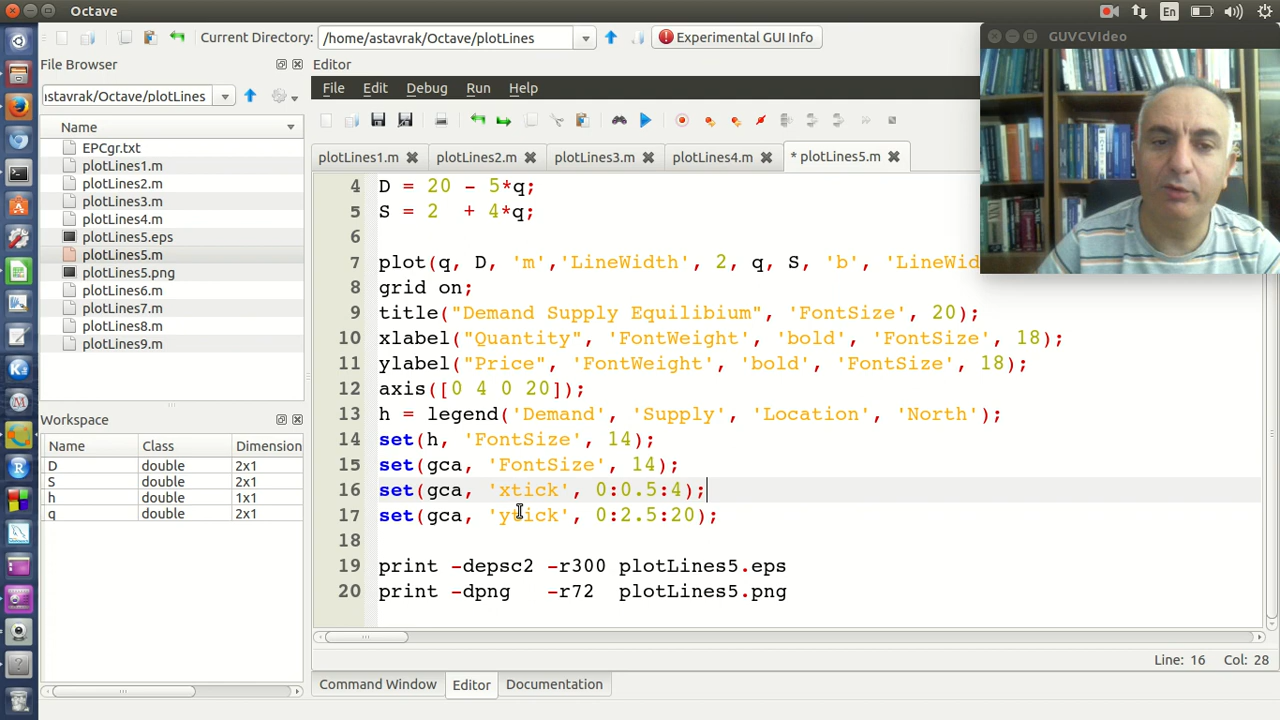 Octave
En
Current Directory: /home/astavrak/Octave/plotLines
Experimental GUI Info
GUVCVIdeo
File Browser
Editor
astavrak/Octave/plotLines
File Edit Debug Run Help
Name
EPCgr.txt
plotLines1.m
plotLines2.m
plotLines3.m
plotLines4.m
plotLines5.eps
plotLines5.m
plotLines5.png
plotLines6.m
plotLines7.m
plotLines8.m
plotLines9.m
plotLines1.m plotLines2.m plotLines3.m plotLines4.m * plotLines5.m
4 D = 20 - 5*q;
5 S = 2 + 4*q;
6
7 plot(q, D, 'm','LineWidth', 2, q, S, 'b', 'LineWid
8 grid on;
9 title("Demand Supply Equilibium", 'FontSize', 20);
10 xlabel("Quantity", 'FontWeight', 'bold', 'FontSize', 18);
11 ylabel("Price", 'FontWeight', 'bold', 'FontSize', 18);
12 axis([0 4 0 20]);
13 h = legend('Demand', 'Supply', 'Location', 'North');
14 set(h, 'FontSize', 14);
15 set(gca, 'FontSize', 14);
16 set(gca, 'xtick', 0:0.5:4);
17 set(gca, 'ytick', 0:2.5:20);
18
19 print -depsc2 -r300 plotLines5.eps
20 print -dpng -r72 plotLines5.png
Workspace
Name Class Dimension
D double 2x1
S double 2x1
h double 1x1
q double 2x1
Line: 16 Col: 28
Command Window Editor Documentation